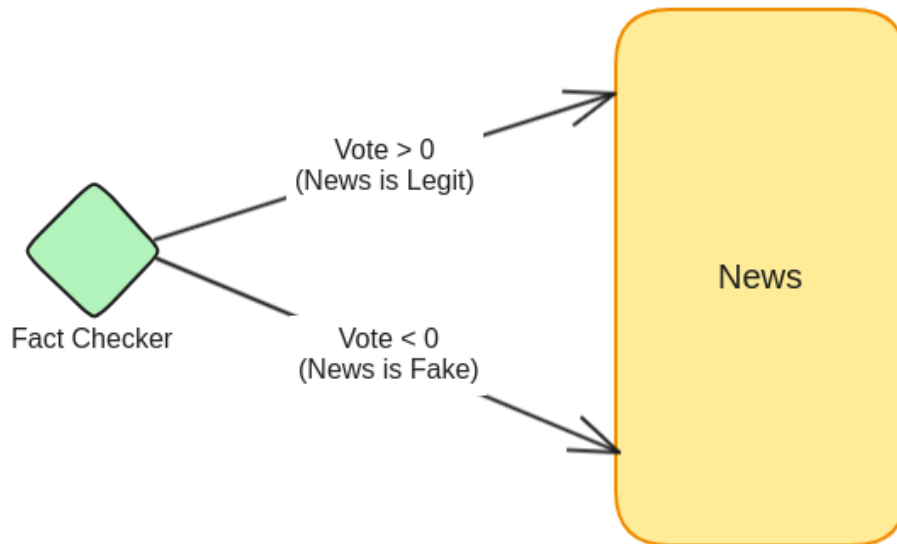 Vote > 0
(News is Legit)
News
Fact Checker
Vote < 0
(News is Fake)